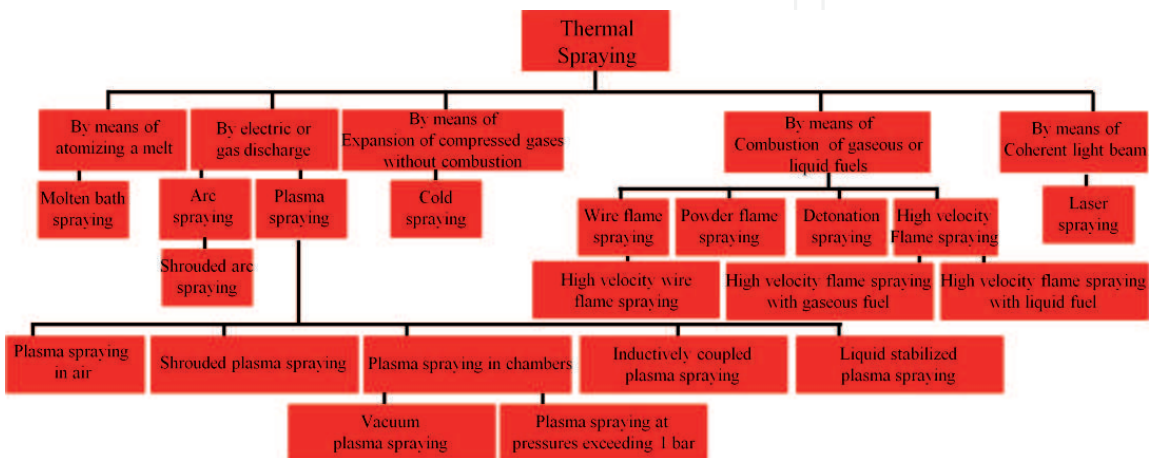 Thermal
Spraying
By means of
atomizing a melt
By electric or
gas discharge
By means of
Expansion of compressed gases
without combustion
By means of
Combustion of gaseous or
liquid fuels
By means of
Coherent light beam
Molten bath
spraying
Arc
spraying
Plasma
spraying
Cold
spraying
Wire flame
spraying
Powder flame
spraying
Detonation
spraying
High velocity
Flame spraying
Laser
spraying
Shrouded arc
spraying
High velocity wire
flame spraying
High velocity flame spraying
with gaseous fuel
High velocity flame spraying
with liquid fuel
Plasma spraying
in air
Shrouded plasma spraying
Plasma spraying in chambers
Inductively coupled
plasma spraying
Liquid stabilized
plasma spraying
Vacuum
plasma spraying
Plasma spraying at
pressures exceeding 1 bar